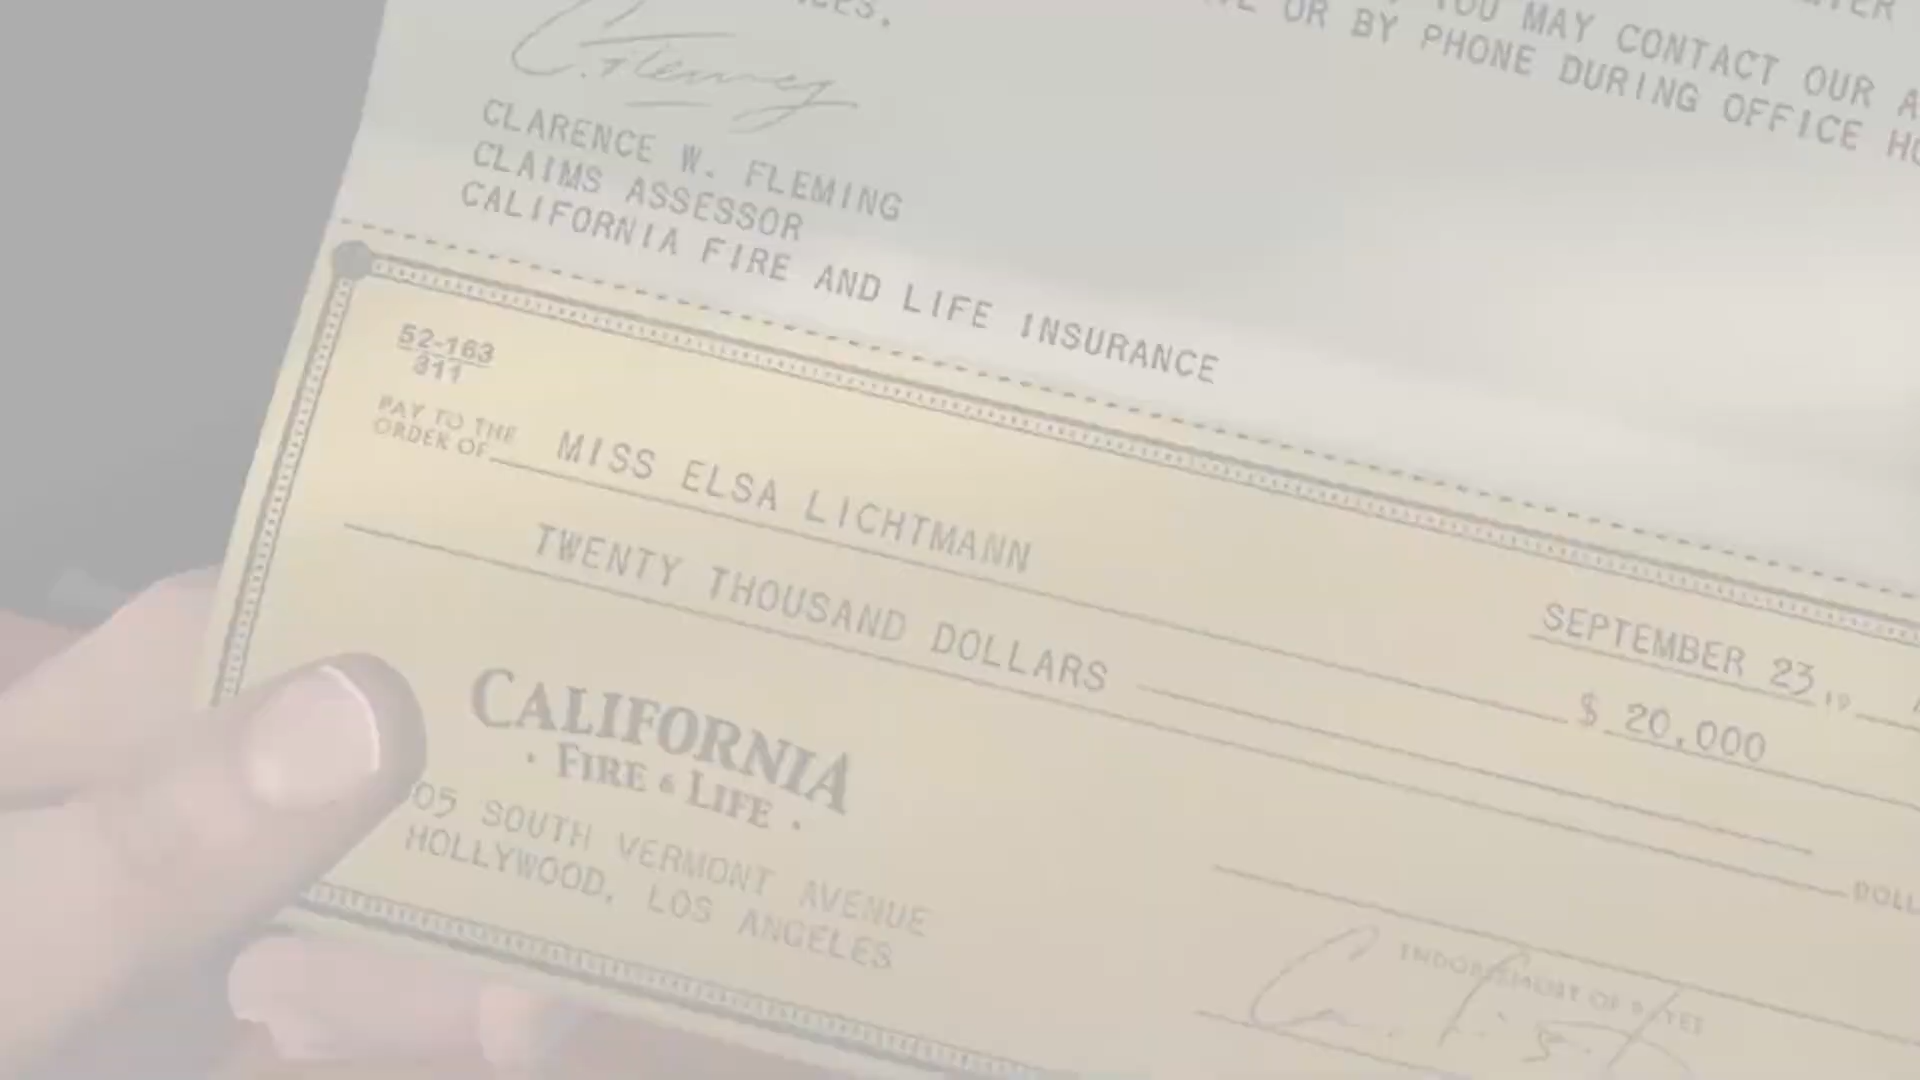 YOU MAY CONTACT OUR
OR BY PHONE DURING OFFICE
C. Fleming
CLARENCE W. FLEMING
CLAIMS ASSESSOR
CALIFORNIA FIRE AND LIFE INSURANCE
52-163
311
PAY TO THE
ORDER OF MISS ELSA LICHTMANN
SEPTEMBER 23, 19
TWENTY THOUSAND DOLLARS
$ 20,000
CALIFORNIA
· FIRE & LIFE ·
05 SOUTH VERMONT AVENUE
HOLLYWOOD, LOS ANGELES